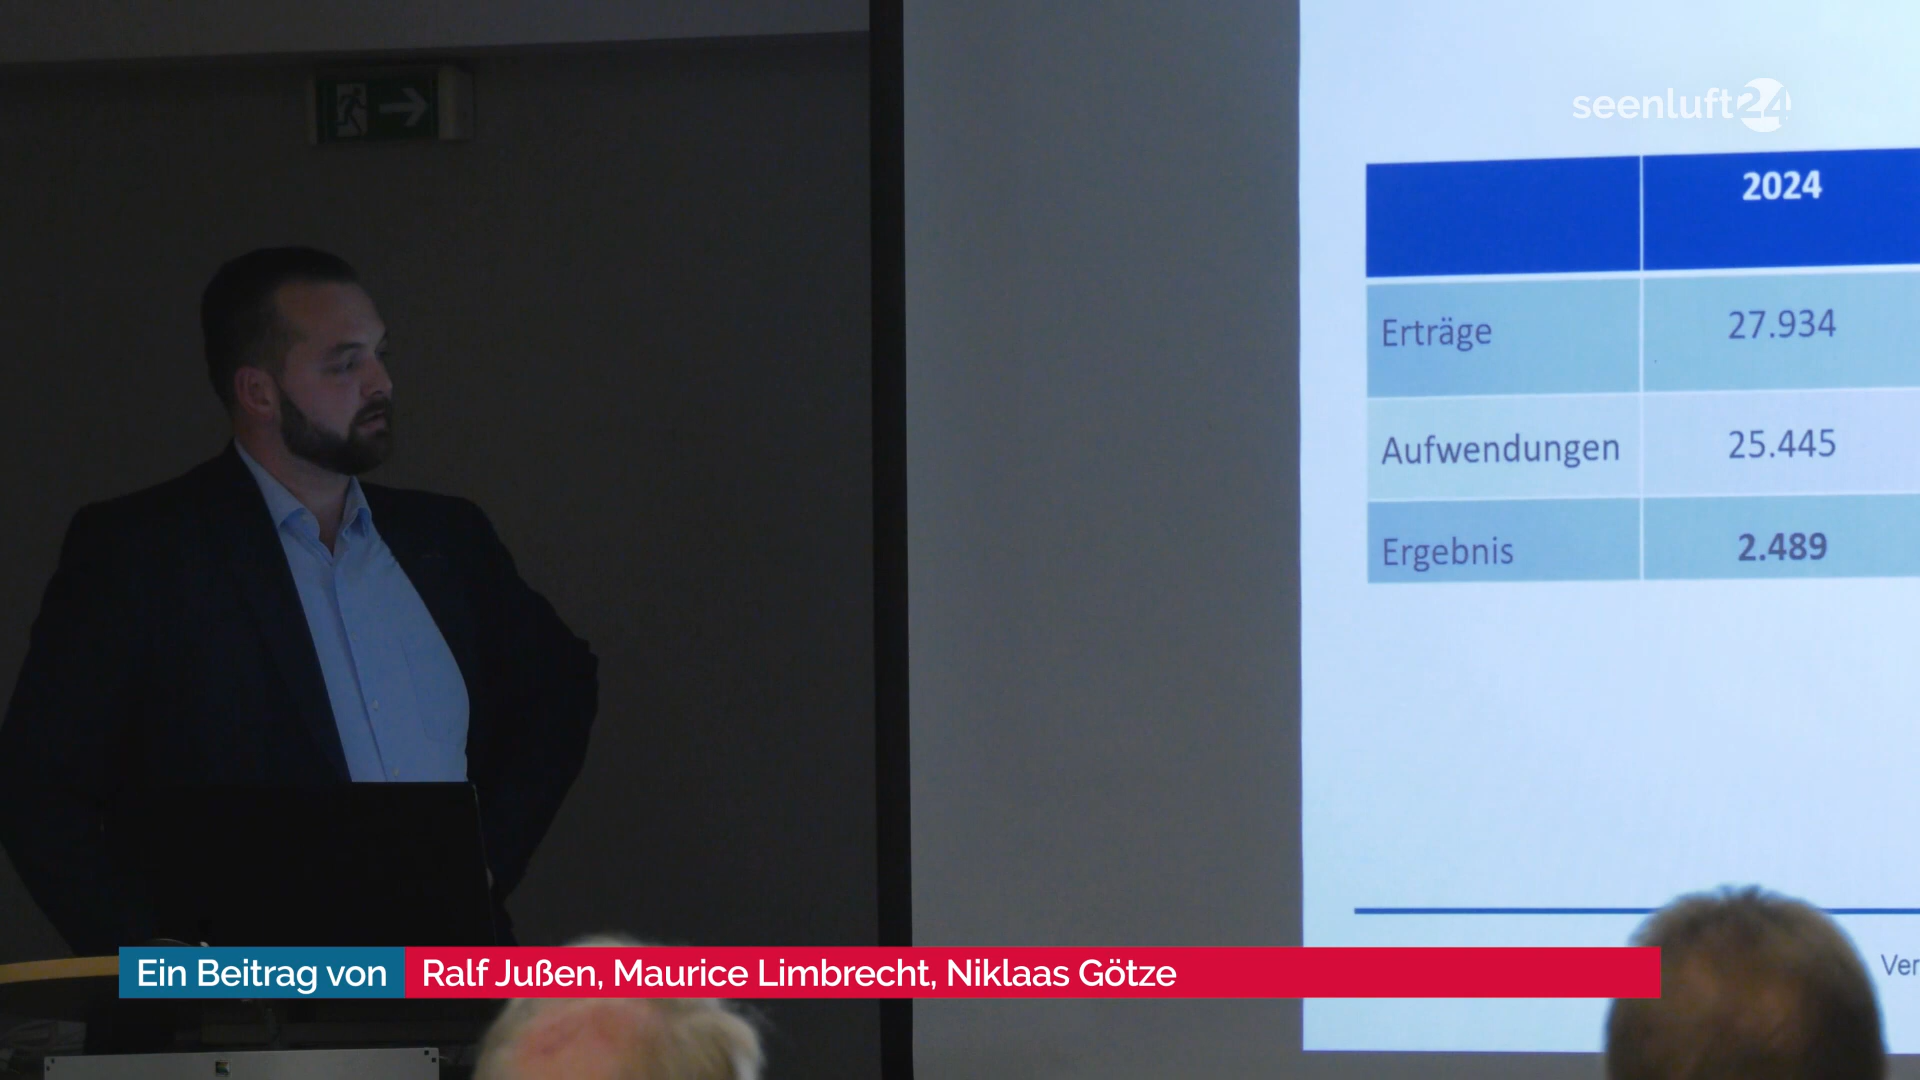 seenluft24
2024
Erträge 27.934
Aufwendungen 25.445
Ergebnis 2.489
Ver
Ein Beitrag von Ralf Jußen, Maurice Limbrecht, Niklaas Götze